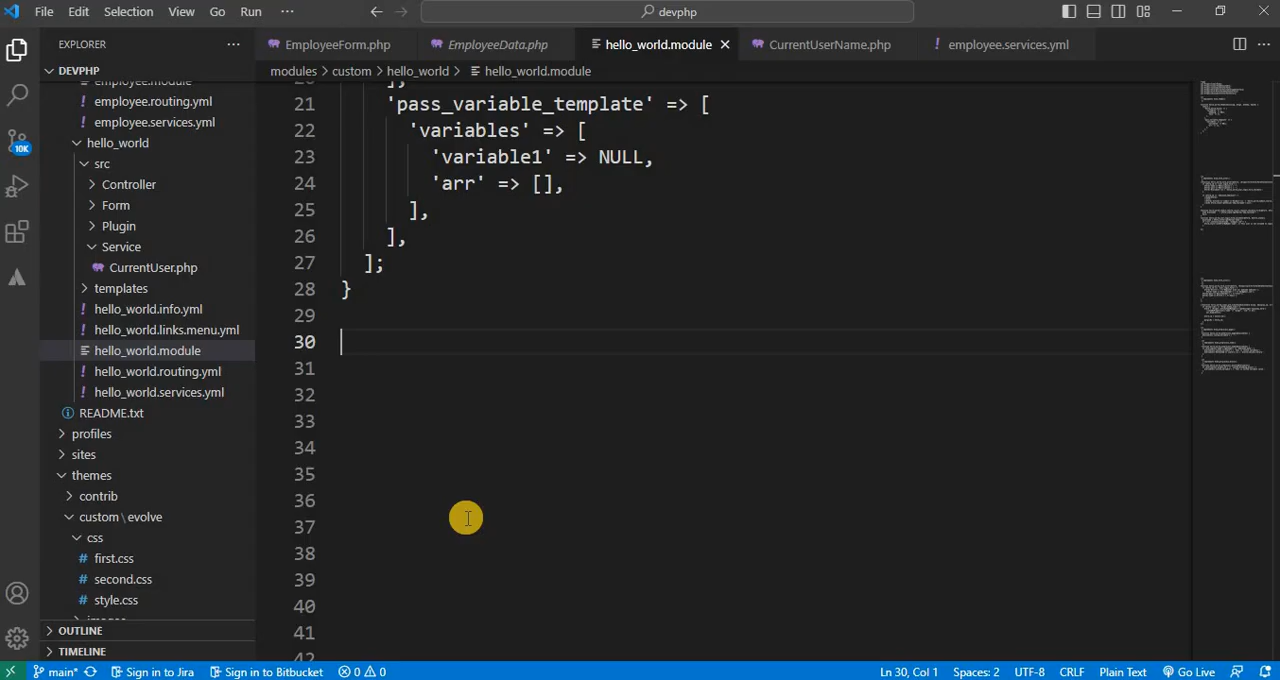 File Edit Selection View Go Run ··· devphp
EXPLORER ···
DEVPHP
employee.module
employee.routing.yml
employee.services.yml
hello_world
src
Controller
Form
Plugin
Service
CurrentUser.php
templates
hello_world.info.yml
hello_world.links.menu.yml
hello_world.module
hello_world.routing.yml
hello_world.services.yml
README.txt
profiles
sites
themes
contrib
custom\evolve
css
first.css
second.css
style.css
images
OUTLINE
TIMELINE
10K
EmployeeForm.php EmployeeData.php hello_world.module CurrentUserName.php employee.services.yml
modules > custom > hello_world > hello_world.module
20 ],
21 'pass_variable_template' => [
22 'variables' => [
23 'variable1' => NULL,
24 'arr' => [],
25 ],
26 ],
27 ];
28 }
29
30
31
32
33
34
35
36
37
38
39
40
41
42
main* Sign in to Jira Sign in to Bitbucket 0 0 Ln 30, Col 1 Spaces: 2 UTF-8 CRLF Plain Text Go Live